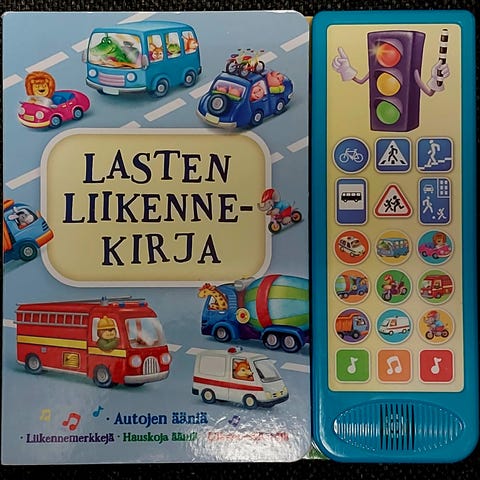 LASTEN
LIIKENNE-
KIRJA
Autojen ääniä
· Liikennemerkkejä · Hauskoja ääniä ·